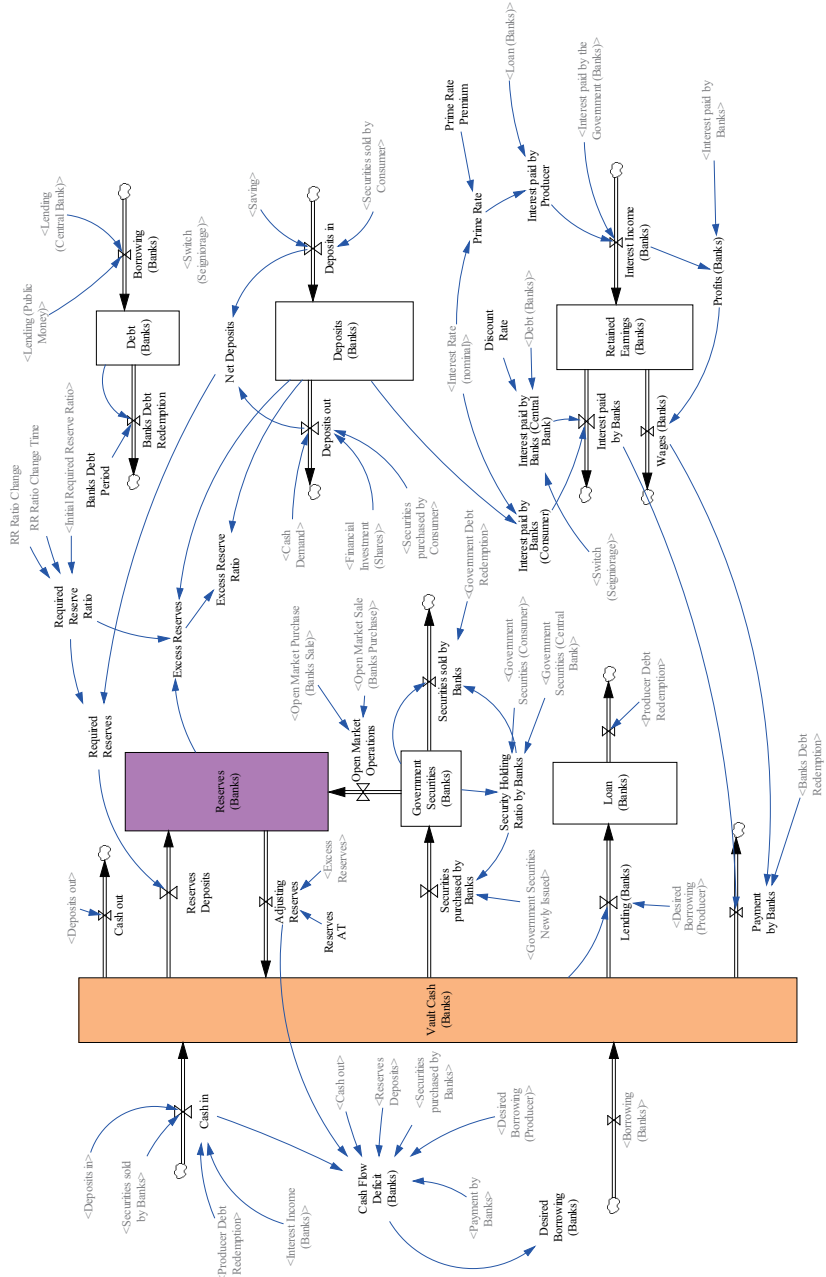 <Deposits in>
<Securities sold
by Banks>
Cash in
<Producer Debt
Redemption>
<Interest Income
(Banks)>
<Cash out>
<Reserves
Deposits>
<Securities
purchased by
Banks>
<Desired
Borrowing
(Producer)>
Cash Flow
Deficit
(Banks)
<Payment by
Banks>
Desired
Borrowing
(Banks)
<Borrowing
(Banks)>
Vault Cash
(Banks)
<Deposits out>
Cash out
Reserves
Deposits
Adjusting
Reserves
<Excess
Reserves>
Reserves
AT
Securities
purchased by
Banks
<Government Securities
Newly Issued>
Lending (Banks)
<Desired
Borrowing
(Producer)>
Payment
by Banks
<Banks Debt
Redemption>
Reserves
(Banks)
Open Market
Operations
<Open Market Purchase
(Banks Sale)>
<Open Market Sale
(Banks Purchase)>
Government
Securities
(Banks)
Securities sold by
Banks
<Government Debt
Redemption>
Security Holding
Ratio by Banks
<Government
Securities (Consumer)>
<Government
Securities (Central
Bank)>
Loan
(Banks)
<Producer Debt
Redemption>
Required
Reserves
Required
Reserve
Ratio
RR Ratio Change
RR Ratio Change Time
<Initial Required Reserve Ratio>
Excess Reserves
Excess Reserve
Ratio
Banks Debt
Period
Banks Debt
Redemption
Debt
(Banks)
<Lending (Public
Money)>
<Lending
(Central Bank)>
Borrowing
(Banks)
<Switch
(Seigniorage)>
Net Deposits
<Saving>
Deposits in
<Securities sold by
Consumer>
Deposits
(Banks)
Deposits out
<Cash
Demand>
<Financial
Investment
(Shares)>
<Securities
purchased by
Consumer>
<Interest Rate
(nominal)>
Prime Rate
Prime Rate
Premium
<Loan (Banks)>
Interest paid by
Producer
Discount
Rate
<Debt (Banks)>
Interest paid by
Banks (Central
Bank)
Interest paid by
Banks
(Consumer)
<Switch
(Seigniorage)>
<Interest paid by the
Government (Banks)>
Interest Income
(Banks)
Retained
Earnings
(Banks)
Interest paid
by Banks
Wages (Banks)
Profits (Banks)
<Interest paid by
Banks>